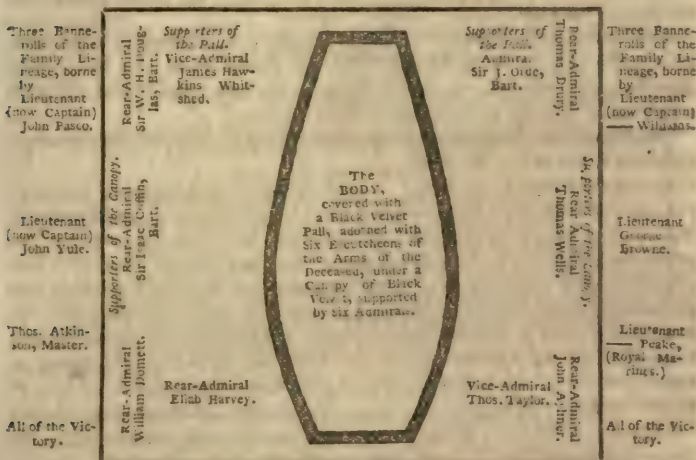 Three Banne-
rolls of the
Family Li-
neage, borne
by
Lieutenant
(now Captain)
John Pasco.
Lieutenant
(now Captain)
John Yule.
Thos. Atkin-
son, Master.
All of the Vic-
tory.
Supporters of the Canopy.
Rear-Admiral
Sir W. H. Doug-
las, Bart.
Rear-Admiral
Sir Isaac Coffin,
Bart.
Rear-Admiral
William Domett.
Supporters of
the Pall.
Vice-Admiral
James Haw-
kins Whit-
shed.
Rear-Admiral
Eliab Harvey.
The
BODY,
covered with
a Black Velvet
Pall, adorned with
Six Escutcheons of
the Arms of the
Deceased, under a
Canopy of Black
Velvet, supported
by Six Admirals.
Supporters of
the Pall.
Admiral
Sir J. Orde,
Bart.
Vice-Admiral
Thos. Taylor.
Supporters of the Canopy.
Rear-Admiral
Thomas Drury.
Rear Admiral
Thomas Wells.
Rear-Admiral
John Aylmer.
Three Banne-
rolls of the
Family Li-
neage, borne
by
Lieutenant
(now Captain)
— Williams.
Lieutenant
George
Browne.
Lieutenant
— Peake,
(Royal Ma-
rines.)
All of the Vic-
tory.